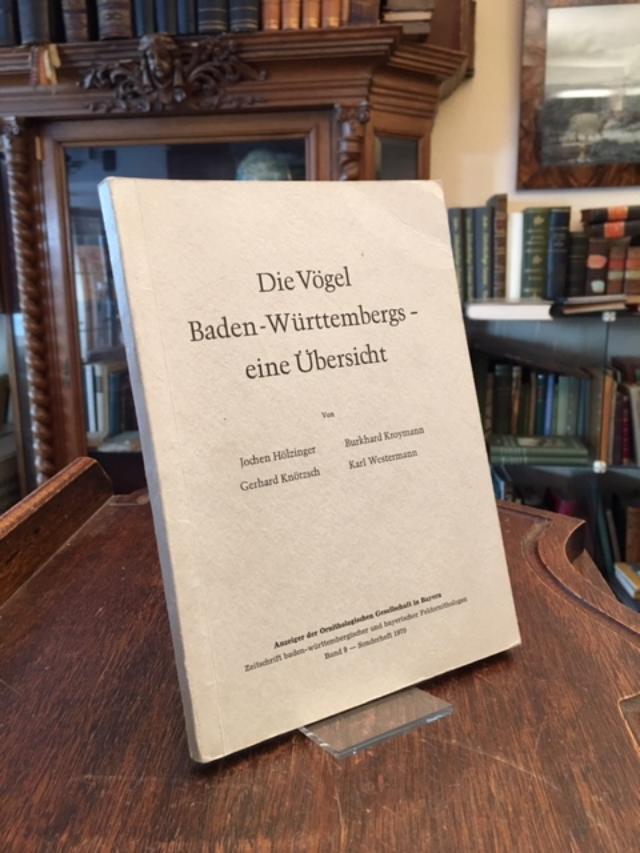 Die Vögel
Baden-Württembergs -
eine Übersicht
Von
Jochen Hölzinger Burkhard Kroymann
Gerhard Knötzsch Karl Westermann
Anzeiger der Ornithologischen Gesellschaft in Bayern
Zeitschrift baden-württembergischer und bayerischer Feldornithologen
Band 9 — Sonderheft 1970